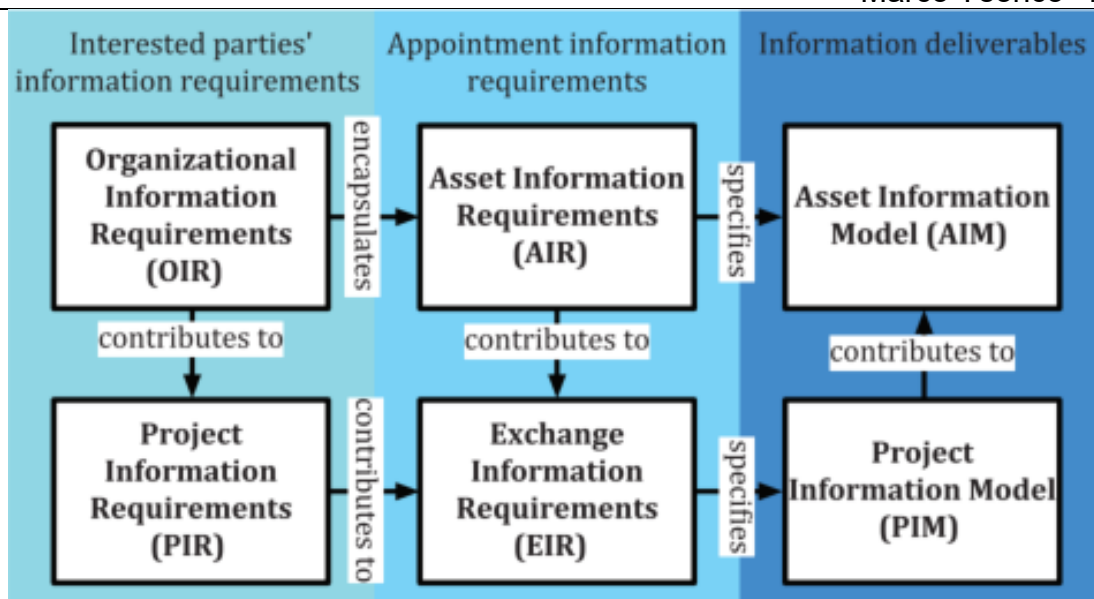 Interested parties'
information requirements
Appointment information
requirements
Information deliverables
Organizational
Information
Requirements
(OIR)
encapsulates
Asset Information
Requirements
(AIR)
specifies
Asset Information
Model (AIM)
contributes to
contributes to
contributes to
Project
Information
Requirements
(PIR)
contributes to
Exchange
Information
Requirements
(EIR)
specifies
Project
Information Model
(PIM)